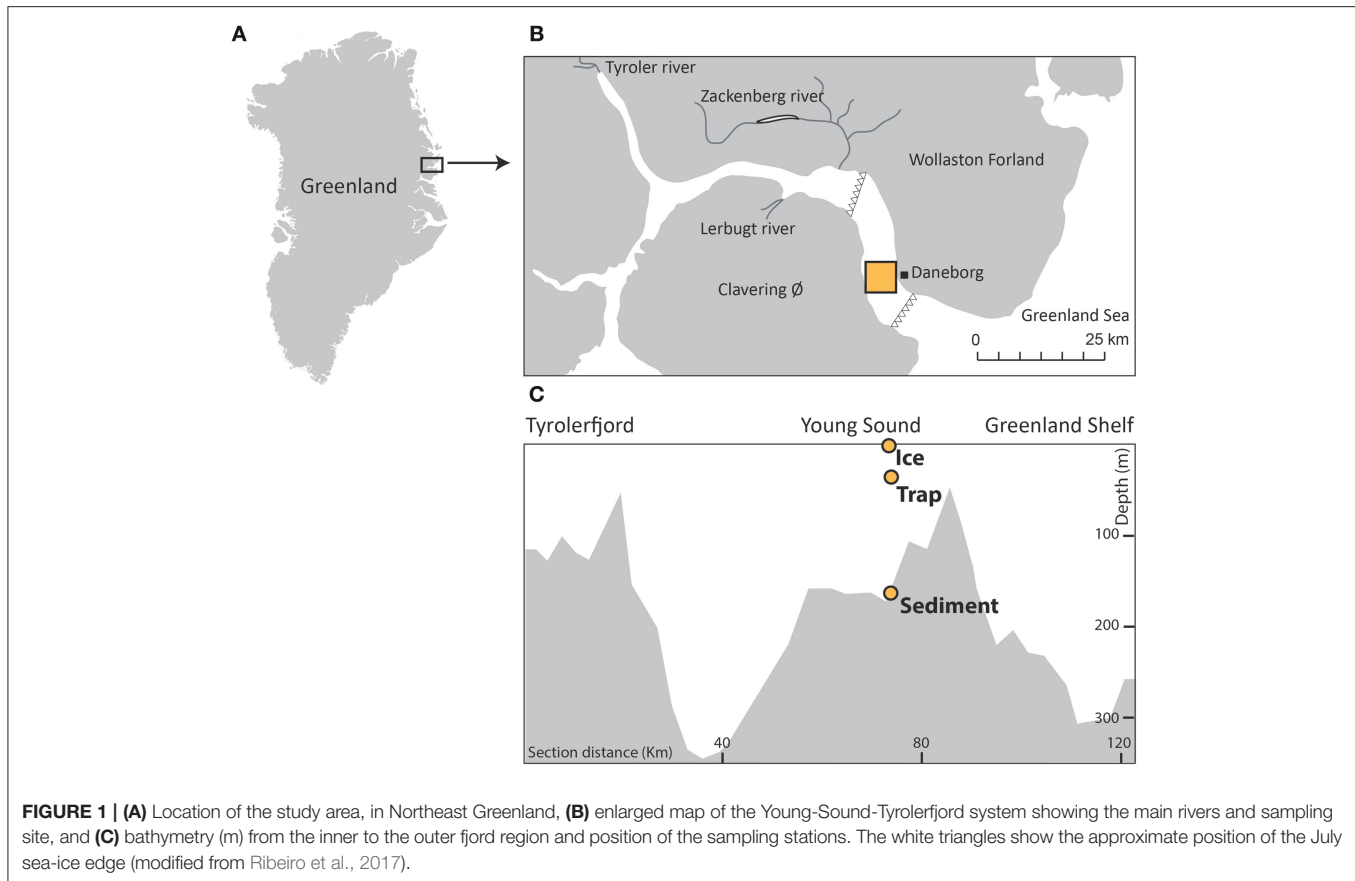 A
Greenland
B
Tyroler river
Zackenberg river
Wollaston Forland
Lerbugt river
Daneborg
Clavering Ø
Greenland Sea
0 25 km
C
Tyrolerfjord Young Sound Greenland Shelf
Ice
Trap
Depth (m)
100
Sediment
200
300
Section distance (Km) 40 80 120
FIGURE 1 | (A) Location of the study area, in Northeast Greenland, (B) enlarged map of the Young-Sound-Tyrolerfjord system showing the main rivers and sampling
site, and (C) bathymetry (m) from the inner to the outer fjord region and position of the sampling stations. The white triangles show the approximate position of the July
sea-ice edge (modified from Ribeiro et al., 2017).